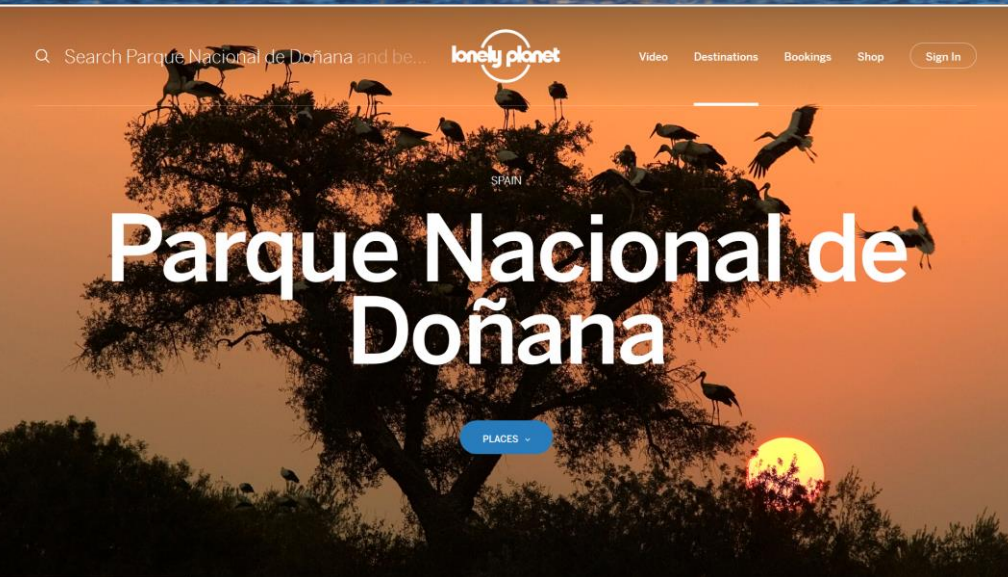 Search Parque Nacional de Doñana and be...
lonely planet
Video
Destinations
Bookings
Shop
Sign In
SPAIN
Parque Nacional de
Doñana
PLACES